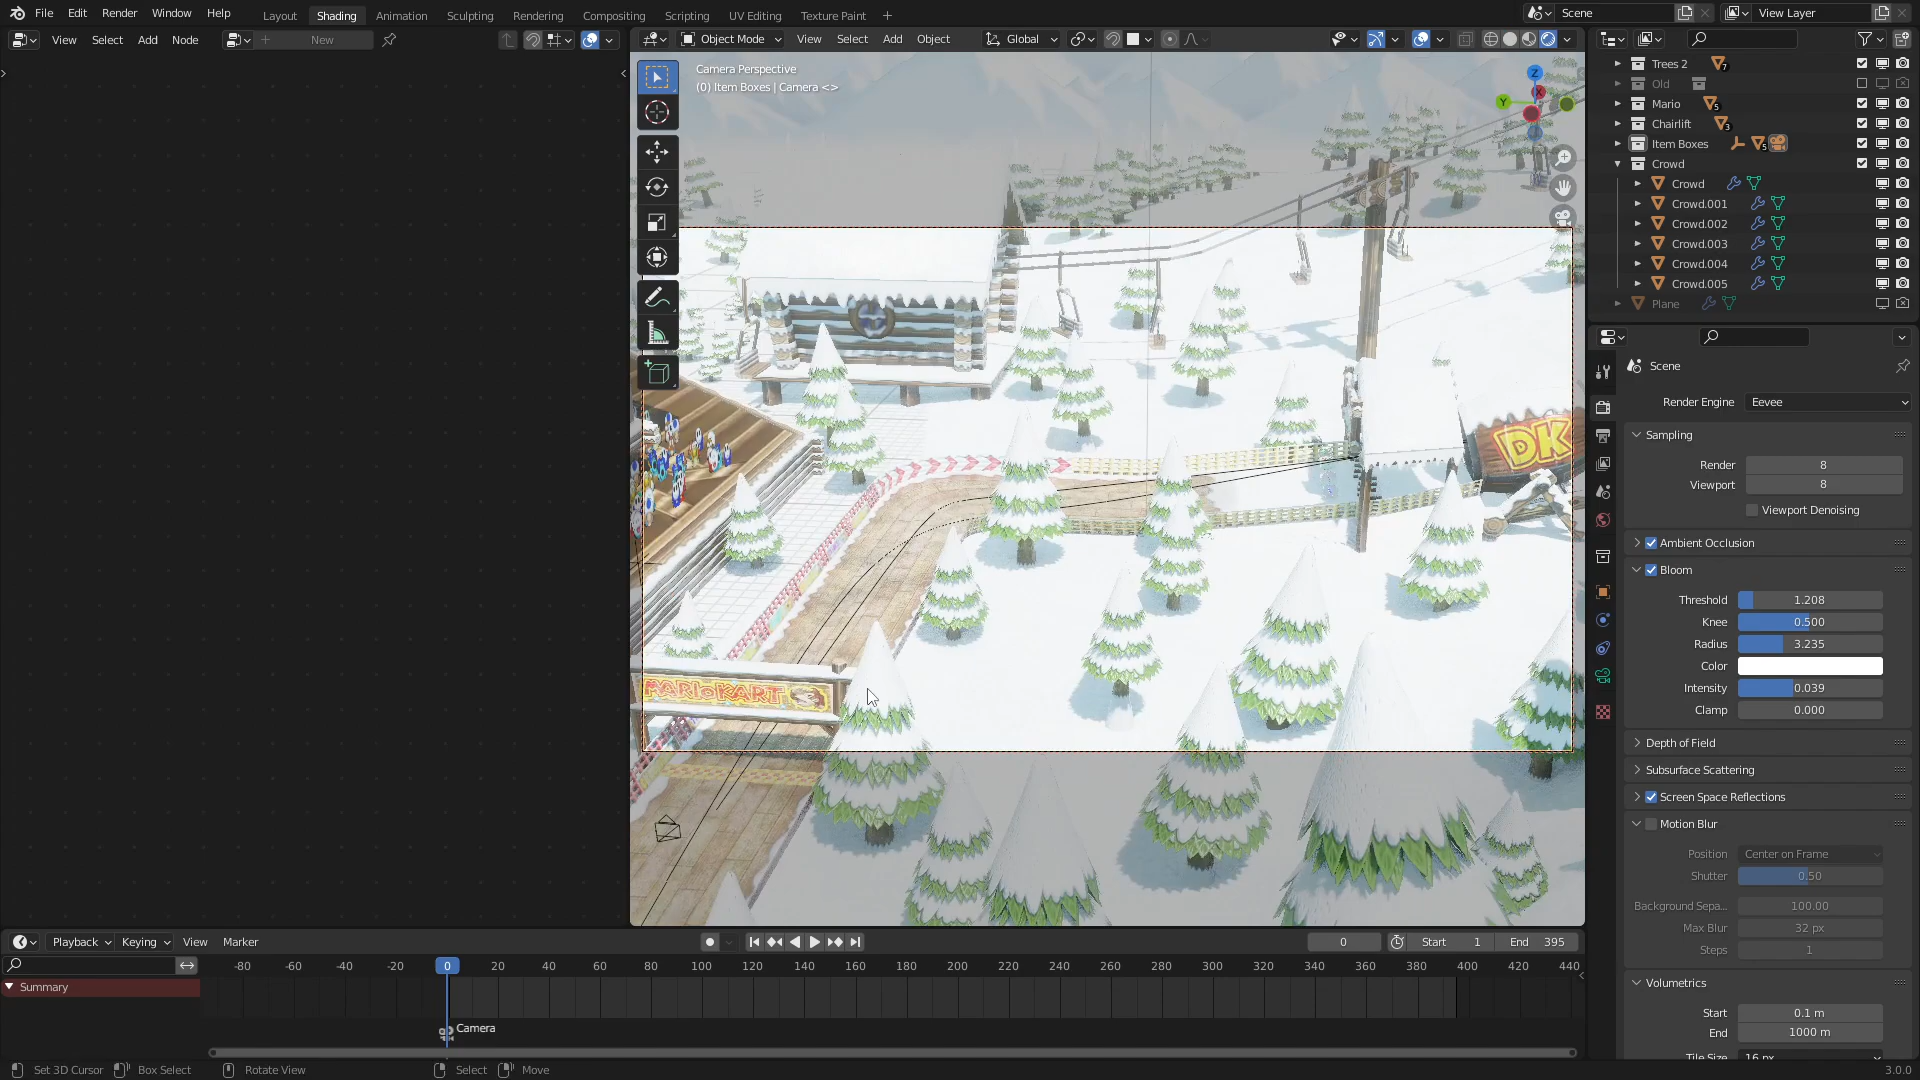 File Edit Render Window Help
Layout Shading Animation Sculpting Rendering Compositing Scripting UV Editing Texture Paint +
Scene
View Layer
View Select Add Node
New
Object Mode View Select Add Object
Global
Camera Perspective
(0) Item Boxes | Camera <>
Z
X
Y
DK
MARIOKART
Trees 2 7
Old
Mario 5
Chairlift 3
Item Boxes 5
Crowd
Crowd
Crowd.001
Crowd.002
Crowd.003
Crowd.004
Crowd.005
Plane
Scene
Render Engine Eevee
Sampling
Render 8
Viewport 8
Viewport Denoising
Ambient Occlusion
Bloom
Threshold 1.208
Knee 0.500
Radius 3.235
Color
Intensity 0.039
Clamp 0.000
Depth of Field
Subsurface Scattering
Screen Space Reflections
Motion Blur
Position Center on Frame
Shutter 0.50
Background Sepa... 100.00
Max Blur 32 px
Steps 1
Volumetrics
Start 0.1 m
End 1000 m
Tile Size 16 px
Playback Keying View Marker
0 Start 1 End 395
-80 -60 -40 -20 0 20 40 60 80 100 120 140 160 180 200 220 240 260 280 300 320 340 360 380 400 420 440
Summary
Camera
Set 3D Cursor Box Select Rotate View Select Move
3.0.0